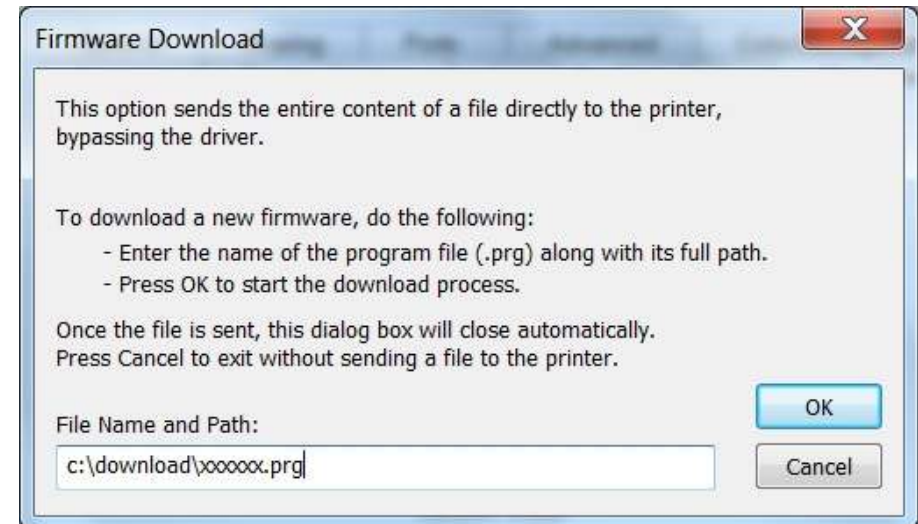 Firmware Download
This option sends the entire content of a file directly to the printer,
bypassing the driver.
To download a new firmware, do the following:
- Enter the name of the program file (.prg) along with its full path.
- Press OK to start the download process.
Once the file is sent, this dialog box will close automatically.
Press Cancel to exit without sending a file to the printer.
OK
File Name and Path:
c:\download\xxxxxx.prg
Cancel